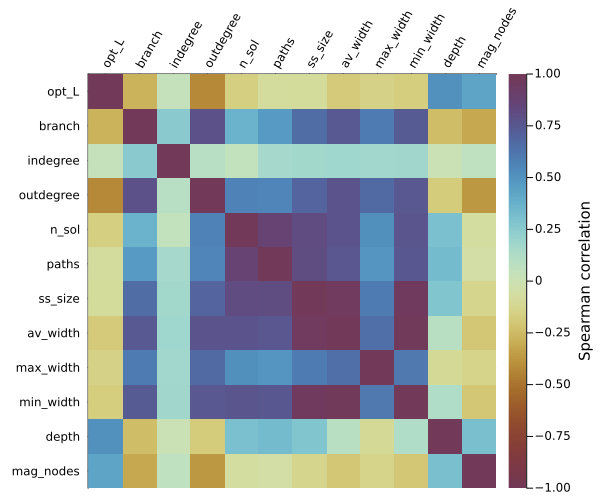 opt_L branch indegree outdegree n_sol paths ss_size av_width max_width min_width depth mag_nodes
opt_L
branch
indegree
outdegree
n_sol
paths
ss_size
av_width
max_width
min_width
depth
mag_nodes
1.00
0.75
0.50
0.25
0
−0.25
−0.50
−0.75
−1.00
Spearman correlation